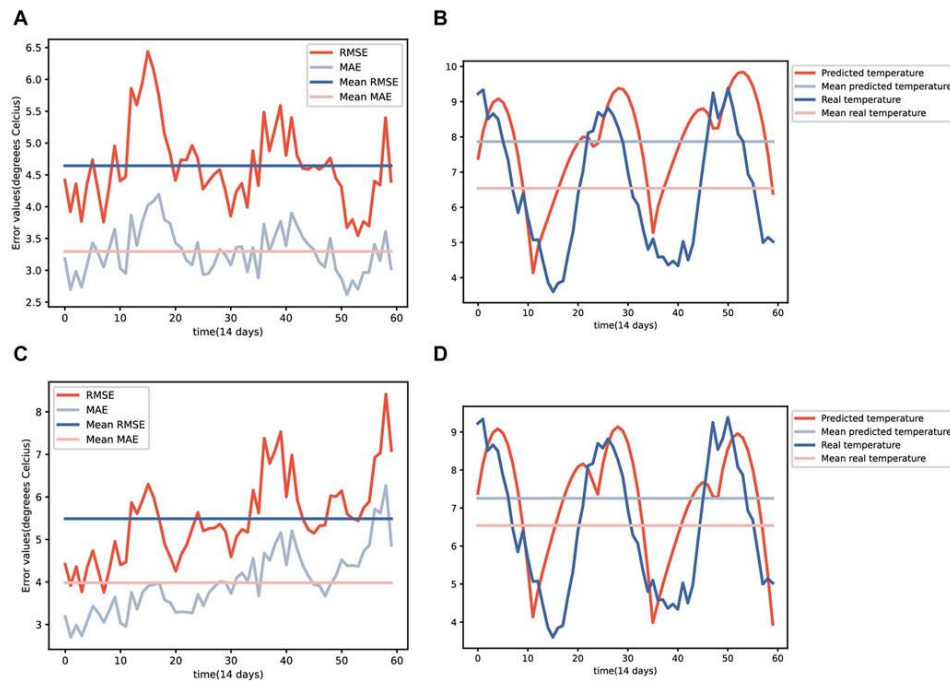 A
6.5
6.0
5.5
5.0
4.5
4.0
3.5
3.0
2.5
Error values(degreees Celcius)
0 10 20 30 40 50 60
time(14 days)
RMSE
MAE
Mean RMSE
Mean MAE
B
10
9
8
7
6
5
4
0 10 20 30 40 50 60
time(14 days)
Predicted temperature
Mean predicted temperature
Real temperature
Mean real temperature
C
8
7
6
5
4
3
Error values(degreees Celcius)
0 10 20 30 40 50 60
time(14 days)
RMSE
MAE
Mean RMSE
Mean MAE
D
9
8
7
6
5
4
0 10 20 30 40 50 60
time(14 days)
Predicted temperature
Mean predicted temperature
Real temperature
Mean real temperature